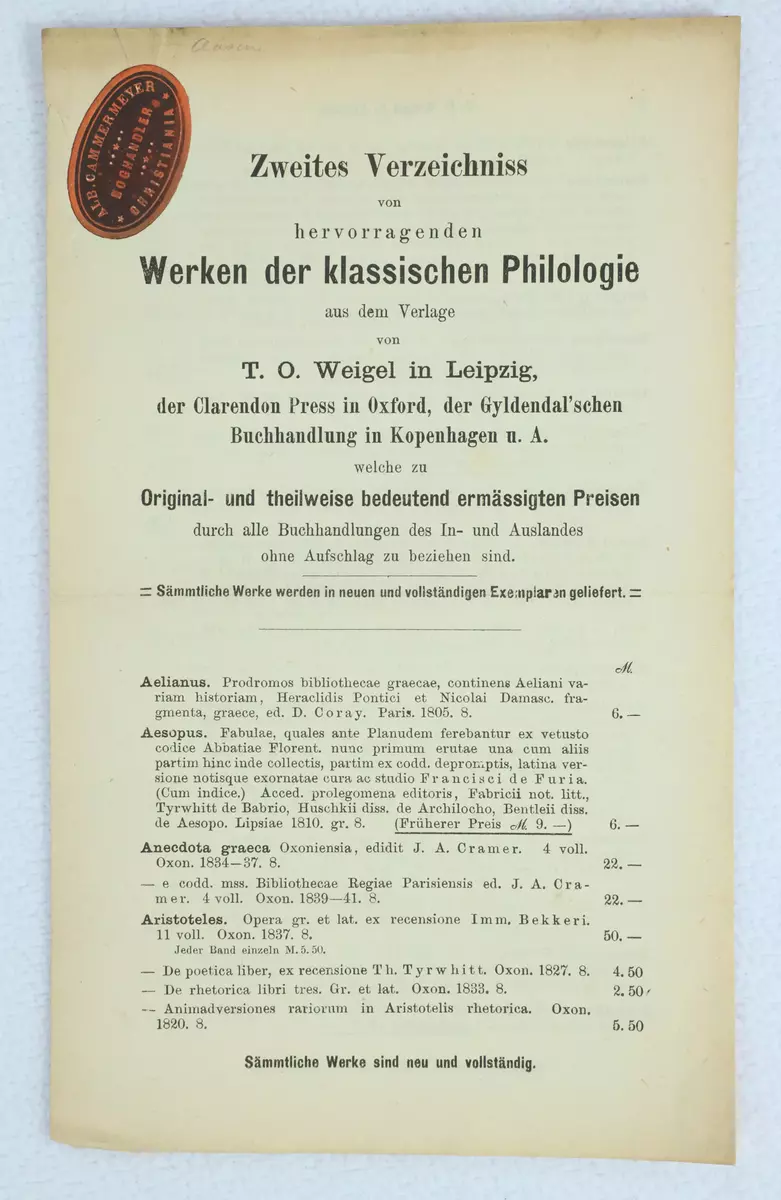 ALB. CAMMERMEYER
BOGHANDLER
CHRISTIANIA
Zweites Verzeichniss
von
hervorragenden
Werken der klassischen Philologie
aus dem Verlage
von
T. O. Weigel in Leipzig,
der Clarendon Press in Oxford, der Gyldendal'schen
Buchhandlung in Kopenhagen u. A.
welche zu
Original- und theilweise bedeutend ermässigten Preisen
durch alle Buchhandlungen des In- und Auslandes
ohne Aufschlag zu beziehen sind.
= Sämmtliche Werke werden in neuen und vollständigen Exemplaren geliefert. =
M.
Aelianus. Prodromos bibliothecae graecae, continens Aeliani va-
riam historiam, Heraclidis Pontici et Nicolai Damasc. fra-
gmenta, graece, ed. D. Coray. Paris. 1805. 8. 6. —
Aesopus. Fabulae, quales ante Planudem ferebantur ex vetusto
codice Abbatiae Florent. nunc primum erutae una cum aliis
partim hinc inde collectis, partim ex codd. depromptis, latina ver-
sione notisque exornatae cura ac studio Francisci de Furia.
(Cum indice.) Acced. prolegomena editoris, Fabricii not. litt.,
Tyrwhitt de Babrio, Huschkii diss. de Archilocho, Bentleii diss.
de Aesopo. Lipsiae 1810. gr. 8. (Früherer Preis M. 9. —) 6. —
Anecdota graeca Oxoniensia, edidit J. A. Cramer. 4 voll.
Oxon. 1834—37. 8. 22. —
— e codd. mss. Bibliothecae Regiae Parisiensis ed. J. A. Cra-
mer. 4 voll. Oxon. 1839—41. 8. 22. —
Aristoteles. Opera gr. et lat. ex recensione Imm. Bekkeri.
11 voll. Oxon. 1837. 8. 50. —
Jeder Band einzeln M. 5. 50.
— De poetica liber, ex recensione Th. Tyrwhitt. Oxon. 1827. 8. 4. 50
— De rhetorica libri tres. Gr. et lat. Oxon. 1833. 8. 2. 50
— Animadversiones rariorum in Aristotelis rhetorica. Oxon.
1820. 8. 5. 50
Sämmtliche Werke sind neu und vollständig.